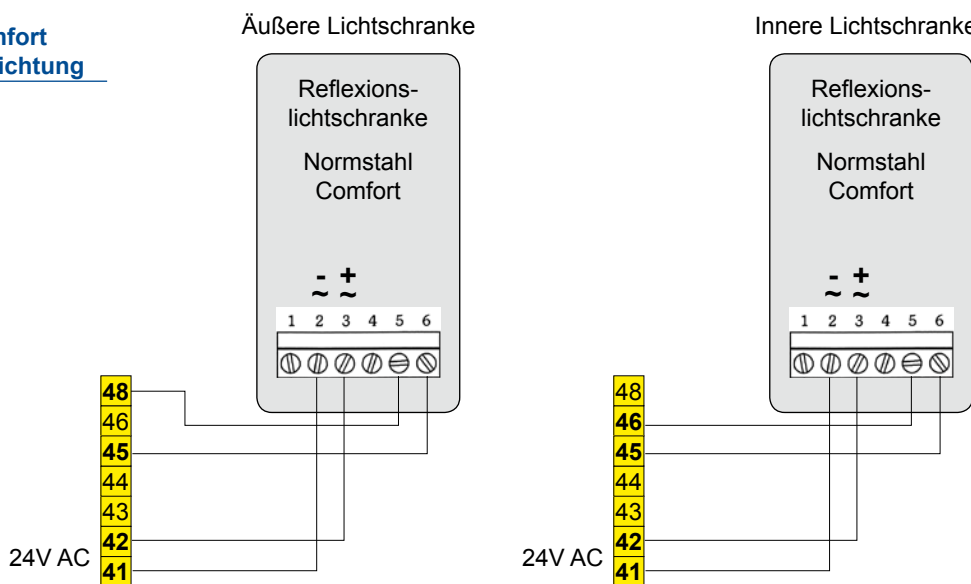 Äußere Lichtschranke
Reflexions-
lichtschranke
Normstahl
Comfort
- +
~ ~
1 2 3 4 5 6
48
46
45
44
43
42
24V AC
41
Innere Lichtschranke
Reflexions-
lichtschranke
Normstahl
Comfort
- +
~ ~
1 2 3 4 5 6
48
46
45
44
43
42
24V AC
41